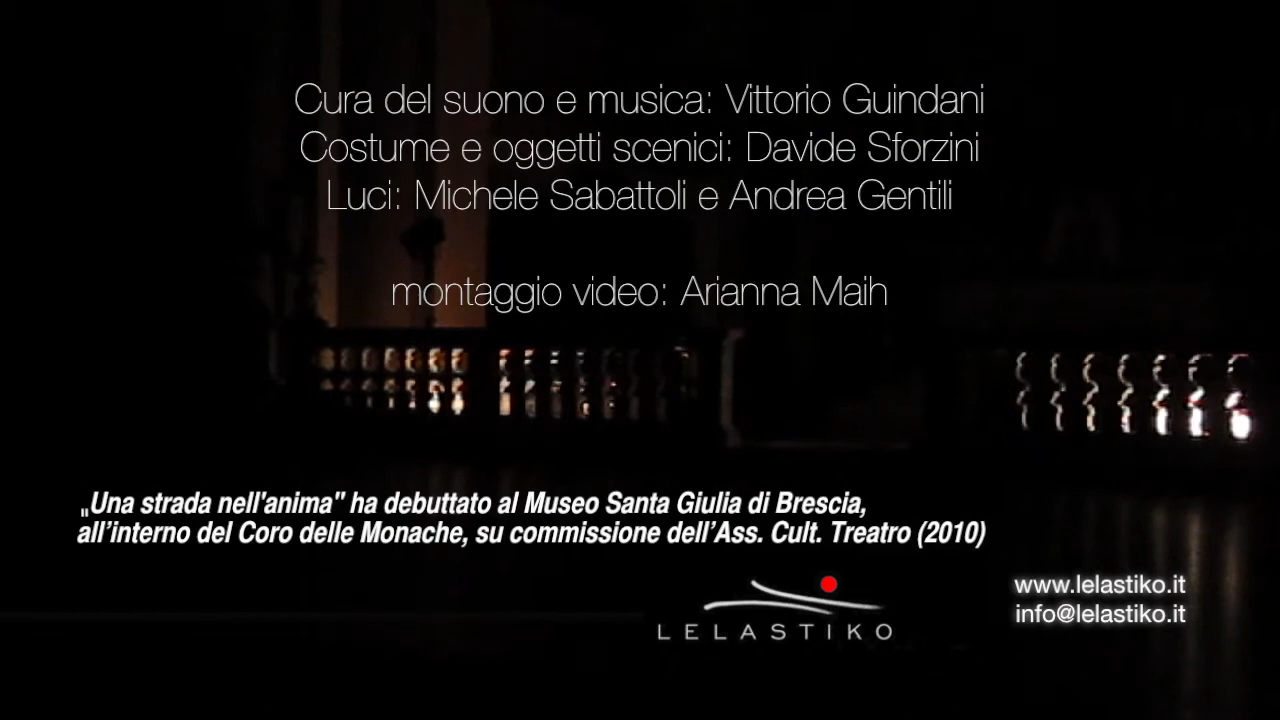 Cura del suono e musica: Vittorio Guindani
Costume e oggetti scenici: Davide Sforzini
Luci: Michele Sabattoli e Andrea Gentili
montaggio video: Arianna Maih
„Una strada nell'anima" ha debuttato al Museo Santa Giulia di Brescia,
all’interno del Coro delle Monache, su commissione dell’Ass. Cult. Treatro (2010)
LELASTIKO
www.lelastiko.it
info@lelastiko.it